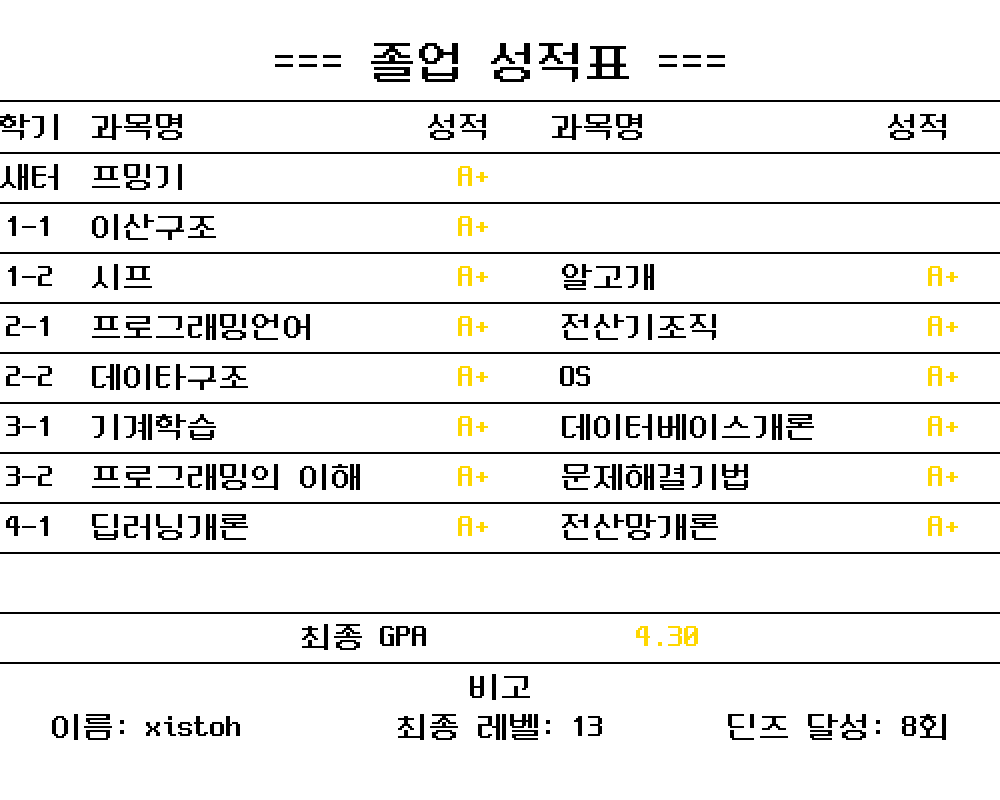 === 졸업 성적표 ===
학기 과목명 성적 과목명 성적
새터 프밍기 A+
1-1 이산구조 A+
1-2 시프 A+ 알고개 A+
2-1 프로그래밍언어 A+ 전산기조직 A+
2-2 데이타구조 A+ OS A+
3-1 기계학습 A+ 데이터베이스개론 A+
3-2 프로그래밍의 이해 A+ 문제해결기법 A+
4-1 딥러닝개론 A+ 전산망개론 A+
최종 GPA 4.30
비고
이름: xistoh 최종 레벨: 13 딘즈 달성: 8회